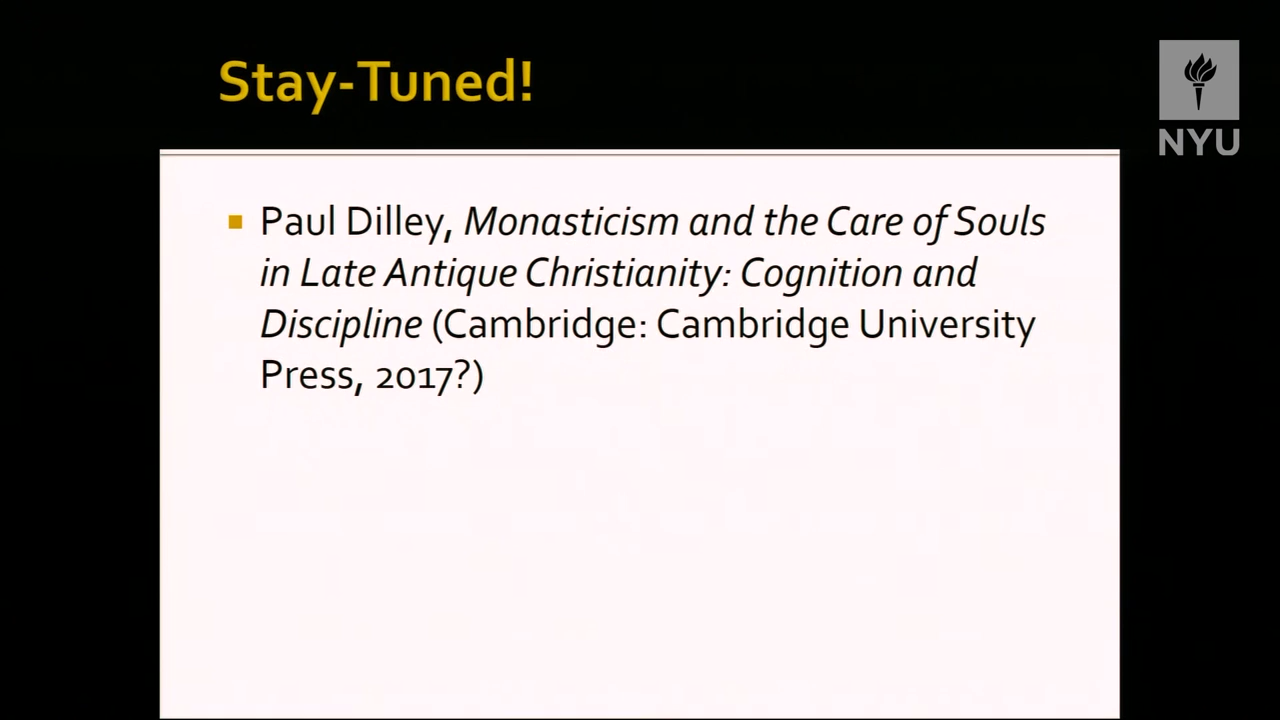 Stay-Tuned!
NYU
Paul Dilley, Monasticism and the Care of Souls
in Late Antique Christianity: Cognition and
Discipline (Cambridge: Cambridge University
Press, 2017?)